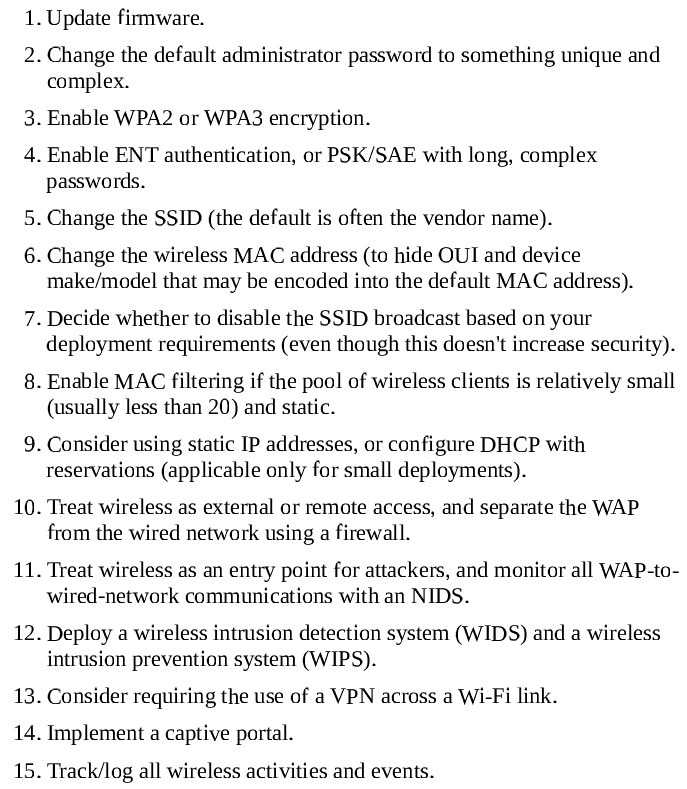 1. Update firmware.
2. Change the default administrator password to something unique and
complex.
3. Enable WPA2 or WPA3 encryption.
4. Enable ENT authentication, or PSK/SAE with long, complex
passwords.
5. Change the SSID (the default is often the vendor name).
6. Change the wireless MAC address (to hide OUI and device
make/model that may be encoded into the default MAC address).
7. Decide whether to disable the SSID broadcast based on your
deployment requirements (even though this doesn't increase security).
8. Enable MAC filtering if the pool of wireless clients is relatively small
(usually less than 20) and static.
9. Consider using static IP addresses, or configure DHCP with
reservations (applicable only for small deployments).
10. Treat wireless as external or remote access, and separate the WAP
from the wired network using a firewall.
11. Treat wireless as an entry point for attackers, and monitor all WAP-to-
wired-network communications with an NIDS.
12. Deploy a wireless intrusion detection system (WIDS) and a wireless
intrusion prevention system (WIPS).
13. Consider requiring the use of a VPN across a Wi-Fi link.
14. Implement a captive portal.
15. Track/log all wireless activities and events.